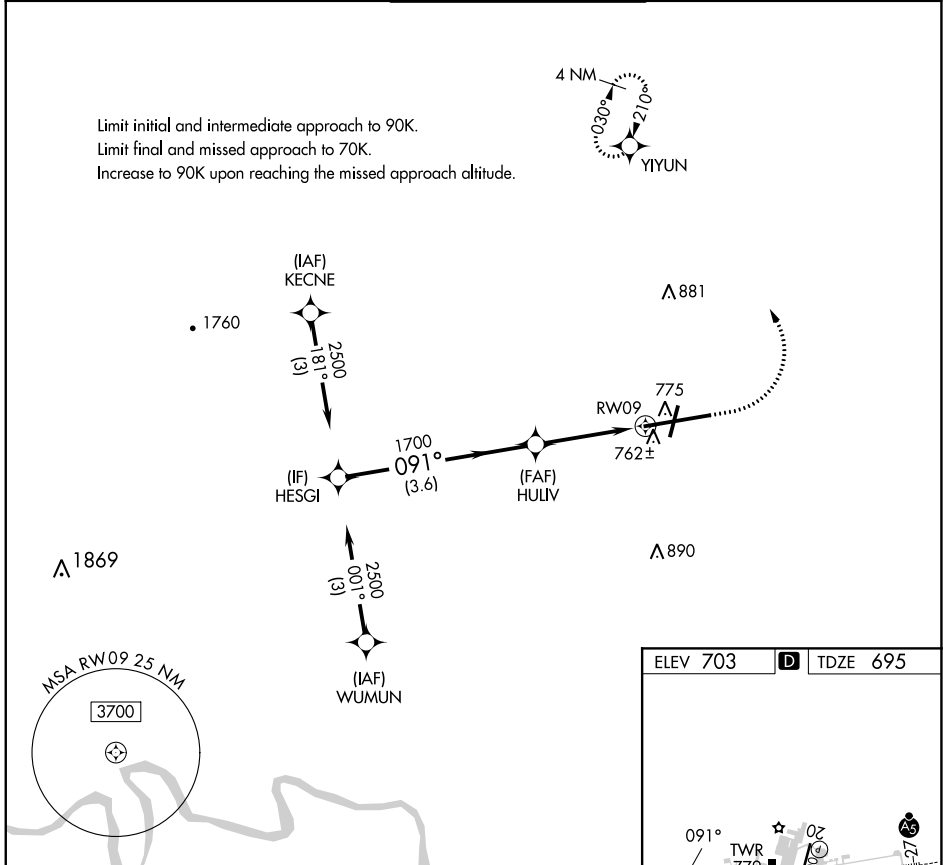 4 NM
030°
210°
YIYUN
Limit initial and intermediate approach to 90K.
Limit final and missed approach to 70K.
Increase to 90K upon reaching the missed approach altitude.
(IAF)
KECNE
1760
2500
181°
(3)
881
775
RW09
762±
1700
091°
(3.6)
(IF)
HESGI
(FAF)
HULIV
1869
890
2500
001°
(3)
(IAF)
WUMUN
MSA RW09 25 NM
3700
ELEV 703
D
TDZE 695
091°
TWR
20
P
A5
27